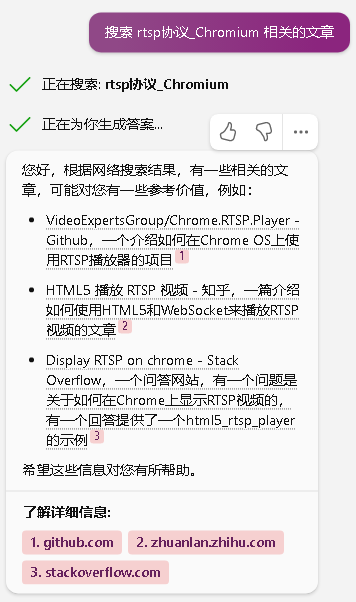 搜索 rtsp协议_Chromium 相关的文章
正在搜索: rtsp协议_Chromium
正在为你生成答案...
您好，根据网络搜索结果，有一些相关的文
章，可能对您有一些参考价值，例如：
• VideoExpertsGroup/Chrome.RTSP.Player -
Github，一个介绍如何在Chrome OS上使
用RTSP播放器的项目 1
• HTML5 播放 RTSP 视频 - 知乎，一篇介绍
如何使用HTML5和WebSocket来播放RTSP
视频的文章 2
• Display RTSP on chrome - Stack
Overflow，一个问答网站，有一个问题是
关于如何在Chrome上显示RTSP视频的，
有一个回答提供了一个html5_rtsp_player
的示例 3
希望这些信息对您有所帮助。
了解详细信息:
1. github.com 2. zhuanlan.zhihu.com
3. stackoverflow.com